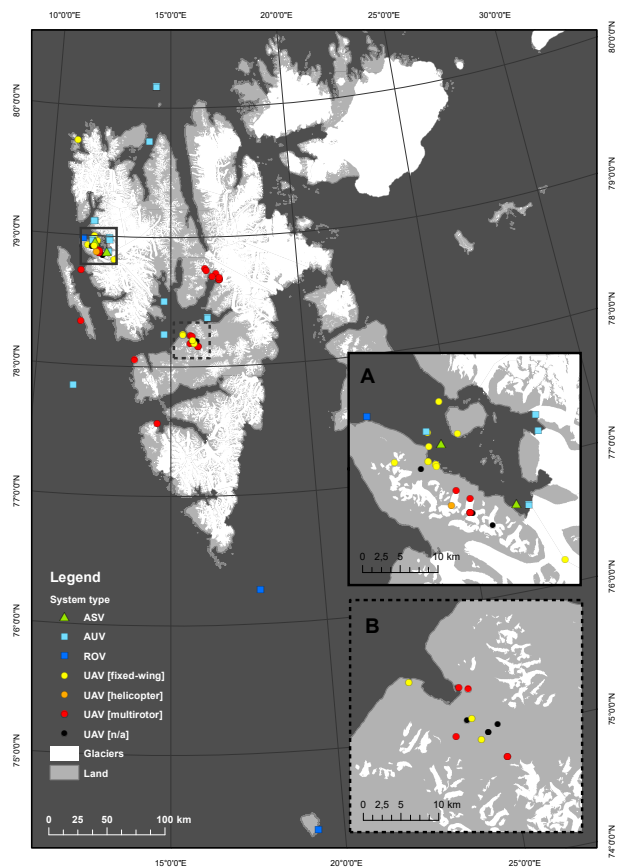 10°0'0"E 15°0'0"E 20°0'0"E 25°0'0"E 30°0'0"E
80°0'0"N
80°0'0"N
79°0'0"N
79°0'0"N
78°0'0"N
78°0'0"N
77°0'0"N
77°0'0"N
76°0'0"N
76°0'0"N
75°0'0"N
75°0'0"N
74°0'0"N
A
0 2,5 5 10 km
B
0 2,5 5 10 km
Legend
System type
ASV
AUV
ROV
UAV [fixed-wing]
UAV [helicopter]
UAV [multirotor]
UAV [n/a]
Glaciers
Land
0 25 50 100 km
15°0'0"E 20°0'0"E 25°0'0"E